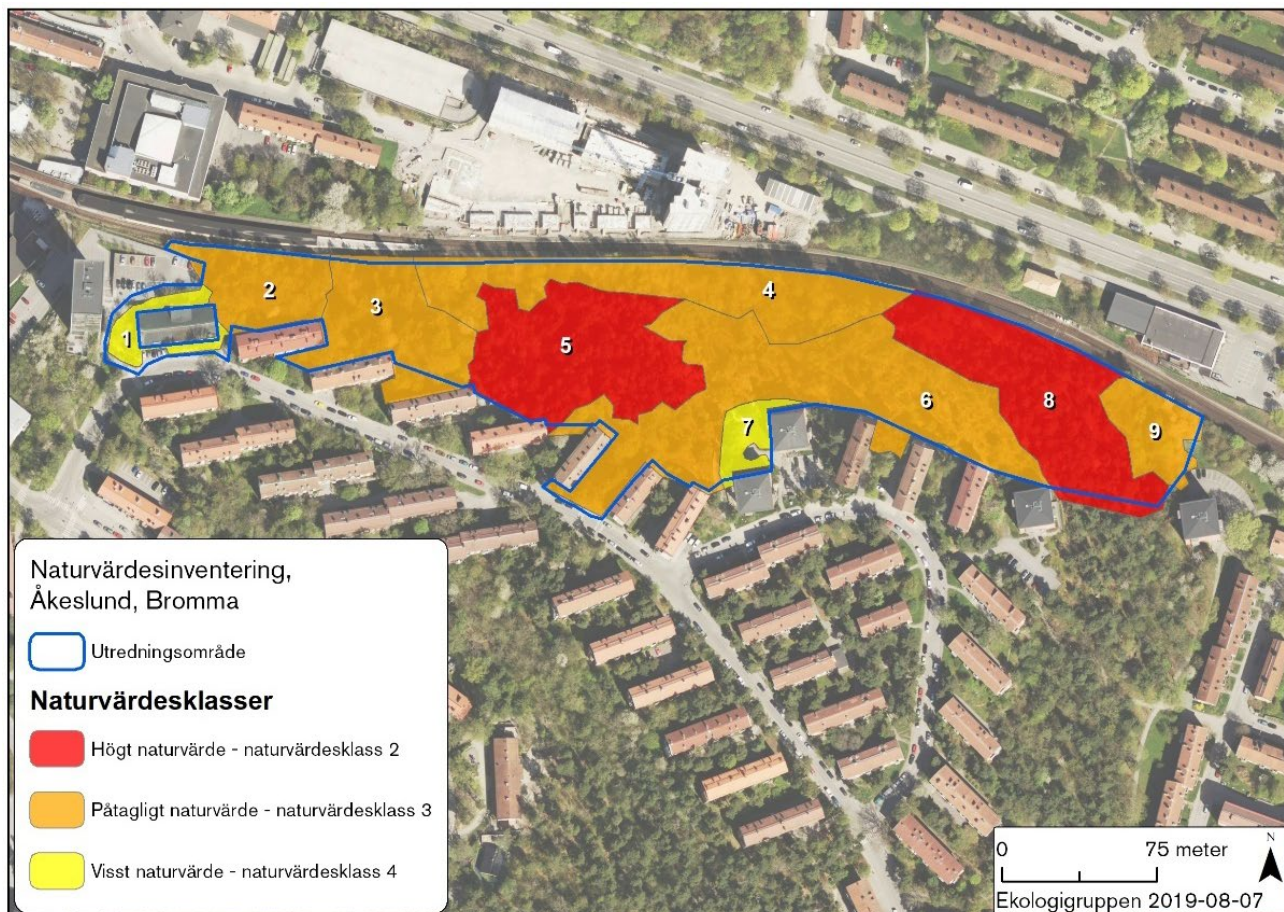 2
3
4
1
5
6
8
7
9
Naturvärdesinventering,
Åkeslund, Bromma
Utredningsområde
Naturvärdesklasser
Högt naturvärde - naturvärdesklass 2
Påtagligt naturvärde - naturvärdesklass 3
Visst naturvärde - naturvärdesklass 4
N
0 75 meter
Ekologigruppen 2019-08-07